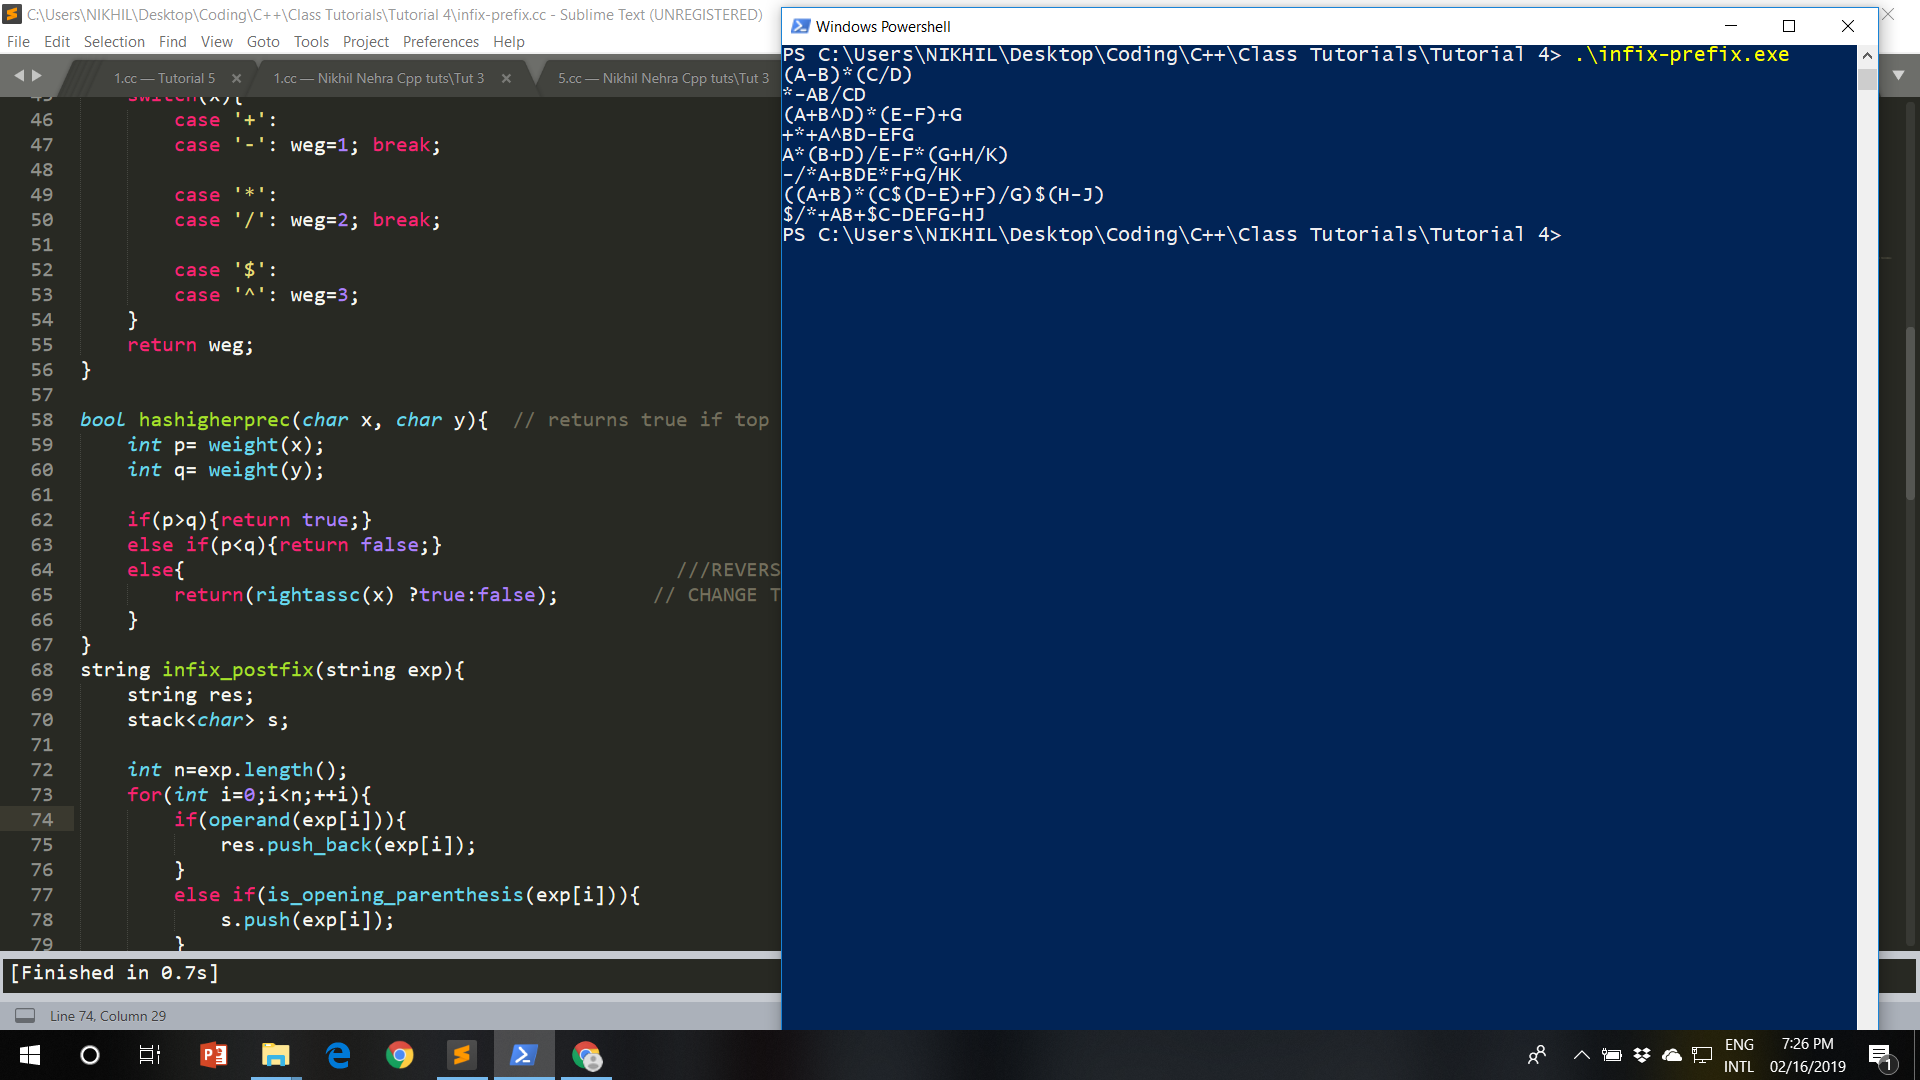 C:\Users\NIKHIL\Desktop\Coding\C++\Class Tutorials\Tutorial 4\infix-prefix.cc - Sublime Text (UNREGISTERED)
File Edit Selection Find View Goto Tools Project Preferences Help
1.cc — Tutorial 5 × 1.cc — Nikhil Nehra Cpp tuts\Tut 3 × 5.cc — Nikhil Nehra Cpp tuts\Tut 3
45 switch(x){
46 case '+':
47 case '-': weg=1; break;
48
49 case '*':
50 case '/': weg=2; break;
51
52 case '$':
53 case '^': weg=3;
54 }
55 return weg;
56 }
57
58 bool hashigherprec(char x, char y){ // returns true if top
59 int p= weight(x);
60 int q= weight(y);
61
62 if(p>q){return true;}
63 else if(p<q){return false;}
64 else{ ///REVERS
65 return(rightassc(x) ?true:false); // CHANGE T
66 }
67 }
68 string infix_postfix(string exp){
69 string res;
70 stack<char> s;
71
72 int n=exp.length();
73 for(int i=0;i<n;++i){
74 if(operand(exp[i])){
75 res.push_back(exp[i]);
76 }
77 else if(is_opening_parenthesis(exp[i])){
78 s.push(exp[i]);
79 }
[Finished in 0.7s]
Line 74, Column 29
Windows Powershell
PS C:\Users\NIKHIL\Desktop\Coding\C++\Class Tutorials\Tutorial 4> .\infix-prefix.exe
(A-B)*(C/D)
*-AB/CD
(A+B^D)*(E-F)+G
+*+A^BD-EFG
A*(B+D)/E-F*(G+H/K)
-/*A+BDE*F+G/HK
((A+B)*(C$(D-E)+F)/G)$(H-J)
$/*+AB+$C-DEFG-HJ
PS C:\Users\NIKHIL\Desktop\Coding\C++\Class Tutorials\Tutorial 4>
ENG
INTL
7:26 PM
02/16/2019
1